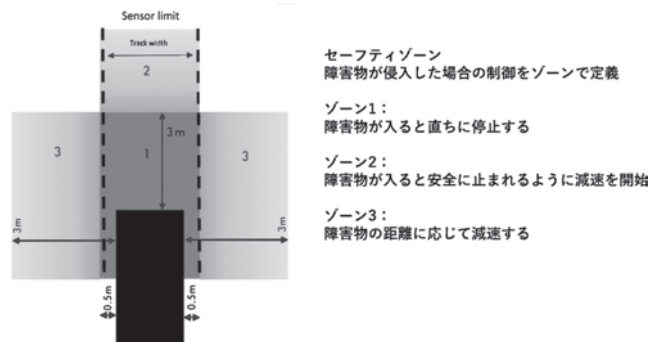 Sensor limit
Track width
2
3
1
3 m
3
3m
3m
0.5m
0.5m
セーフティゾーン
障害物が侵入した場合の制御をゾーンで定義
ゾーン1：
障害物が入ると直ちに停止する
ゾーン2：
障害物が入ると安全に止まれるように減速を開始
ゾーン3：
障害物の距離に応じて減速する